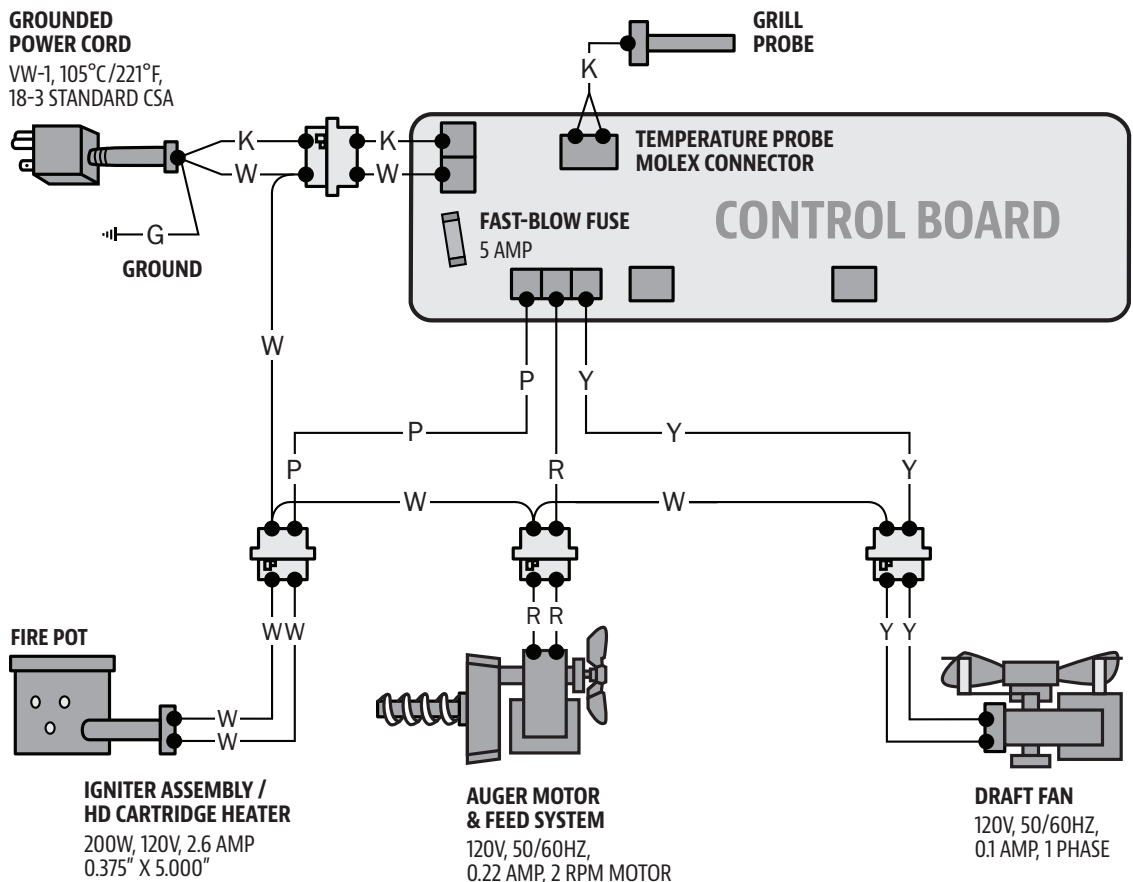 GROUNDED
POWER CORD
VW-1, 105°C/221°F,
18-3 STANDARD CSA
GRILL
PROBE
K
TEMPERATURE PROBE
MOLEX CONNECTOR
K
K
W
W
CONTROL BOARD
FAST-BLOW FUSE
5 AMP
G
GROUND
W
P
Y
P
Y
P
R
Y
W
W
R R
W W
Y Y
FIRE POT
W
W
IGNITER ASSEMBLY /
HD CARTRIDGE HEATER
200W, 120V, 2.6 AMP
0.375" X 5.000"
AUGER MOTOR
& FEED SYSTEM
120V, 50/60HZ,
0.22 AMP, 2 RPM MOTOR
DRAFT FAN
120V, 50/60HZ,
0.1 AMP, 1 PHASE